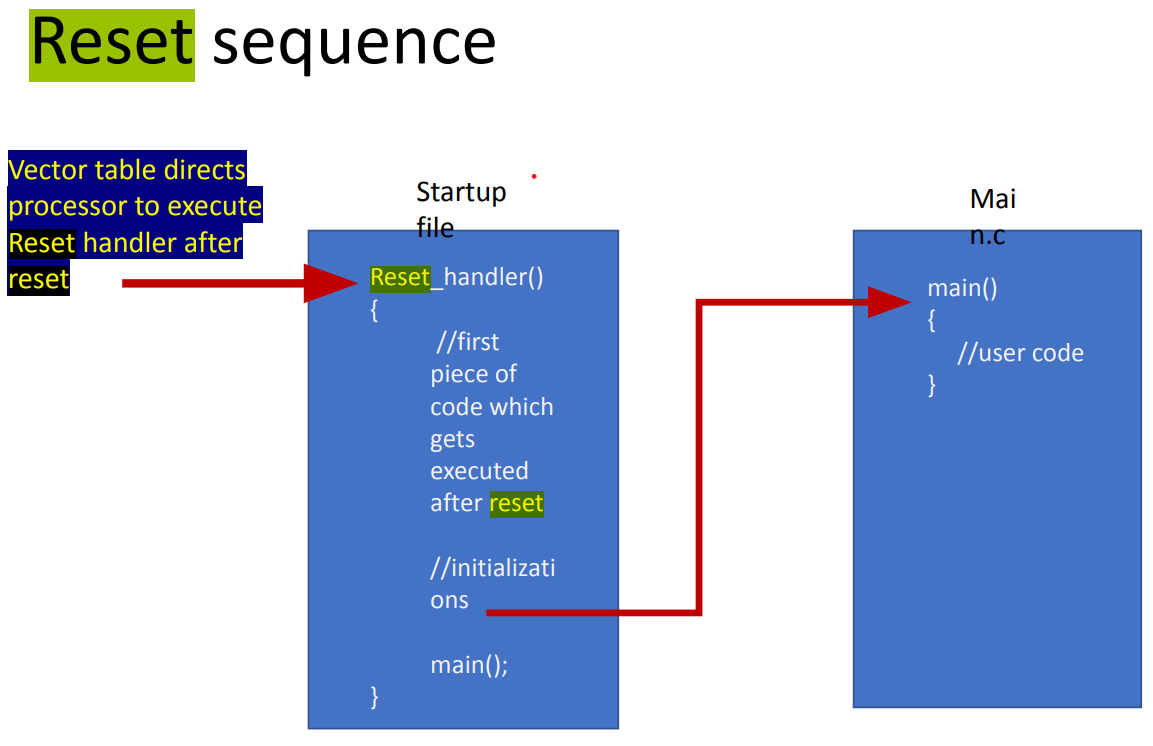 Reset sequence
Vector table directs
processor to execute
Reset handler after
reset
Startup
file
Reset_handler()
{
//first
piece of
code which
gets
executed
after reset
//initializati
ons
main();
}
Mai
n.c
main()
{
//user code
}